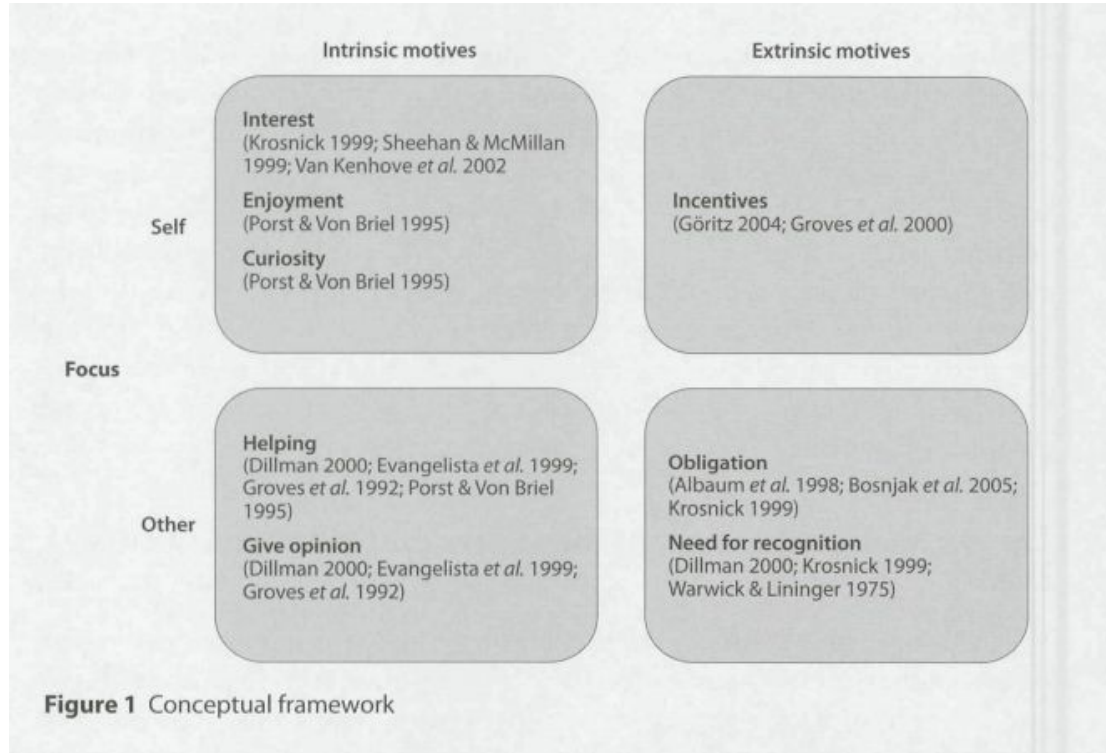 Intrinsic motives
Extrinsic motives
Interest
(Krosnick 1999; Sheehan & McMillan
1999; Van Kenhove et al. 2002
Enjoyment
(Porst & Von Briel 1995)
Curiosity
(Porst & Von Briel 1995)
Self
Incentives
(Göritz 2004; Groves et al. 2000)
Focus
Helping
(Dillman 2000; Evangelista et al. 1999;
Groves et al. 1992; Porst & Von Briel
1995)
Give opinion
(Dillman 2000; Evangelista et al. 1999;
Groves et al. 1992)
Other
Obligation
(Albaum et al. 1998; Bosnjak et al. 2005;
Krosnick 1999)
Need for recognition
(Dillman 2000; Krosnick 1999;
Warwick & Lininger 1975)
Figure 1 Conceptual framework